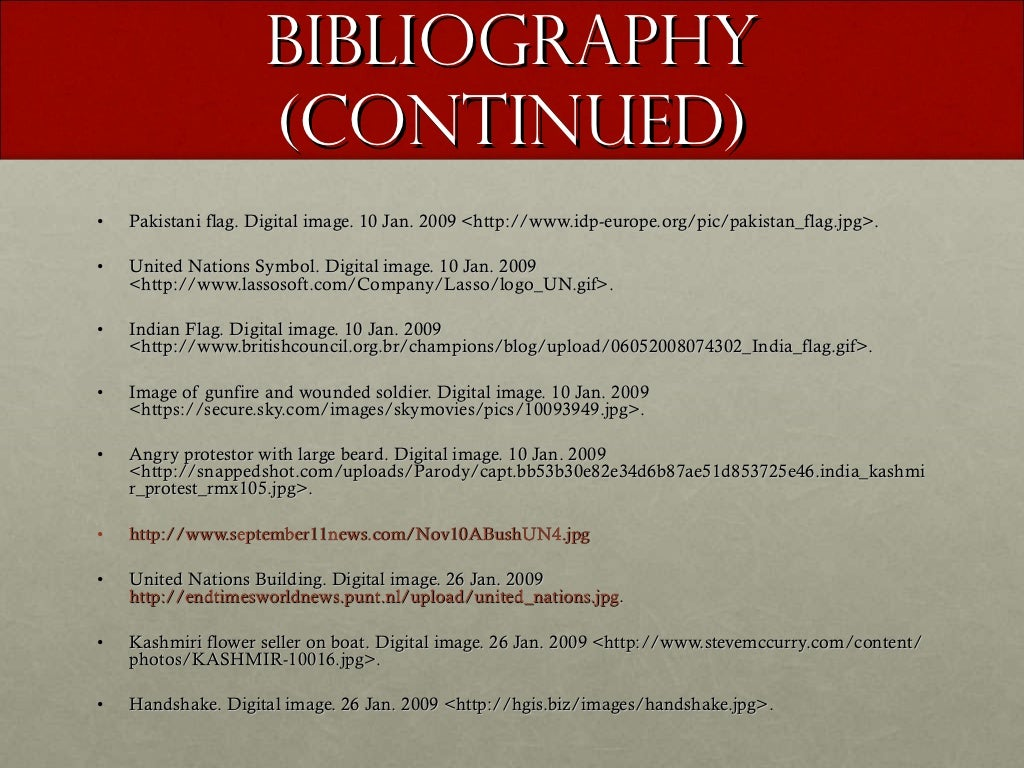 BIBLIOGRAPHY
(CONTINUED)
• Pakistani flag. Digital image. 10 Jan. 2009 <http://www.idp-europe.org/pic/pakistan_flag.jpg>.
• United Nations Symbol. Digital image. 10 Jan. 2009
<http://www.lassosoft.com/Company/Lasso/logo_UN.gif>.
• Indian Flag. Digital image. 10 Jan. 2009
<http://www.britishcouncil.org.br/champions/blog/upload/06052008074302_India_flag.gif>.
• Image of gunfire and wounded soldier. Digital image. 10 Jan. 2009
<https://secure.sky.com/images/skymovies/pics/10093949.jpg>.
• Angry protestor with large beard. Digital image. 10 Jan. 2009
<http://snappedshot.com/uploads/Parody/capt.bb53b30e82e34d6b87ae51d853725e46.india_kashmi
r_protest_rmx105.jpg>.
• http://www.september11news.com/Nov10ABushUN4.jpg
• United Nations Building. Digital image. 26 Jan. 2009
http://endtimesworldnews.punt.nl/upload/united_nations.jpg.
• Kashmiri flower seller on boat. Digital image. 26 Jan. 2009 <http://www.stevemccurry.com/content/
photos/KASHMIR-10016.jpg>.
• Handshake. Digital image. 26 Jan. 2009 <http://hgis.biz/images/handshake.jpg>.